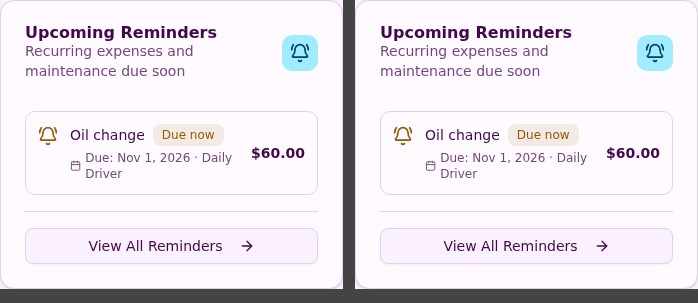 Upcoming Reminders
Recurring expenses and
maintenance due soon
Oil change Due now
Due: Nov 1, 2026 · Daily
Driver
$60.00
View All Reminders
Upcoming Reminders
Recurring expenses and
maintenance due soon
Oil change Due now
Due: Nov 1, 2026 · Daily
Driver
$60.00
View All Reminders